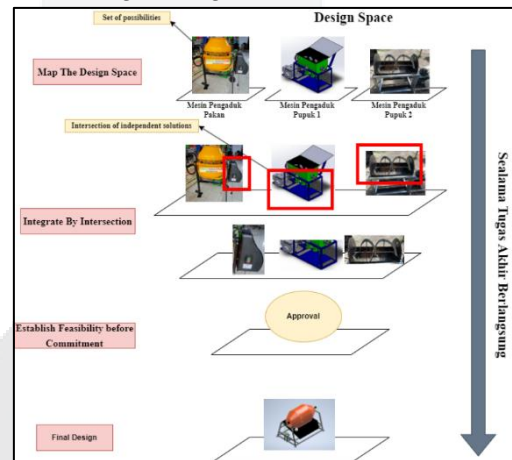 Set of possibilities
Design Space
Map The Design Space
Mesin Pengaduk
Pakan
Mesin Pengaduk
Pupuk 1
Mesin Pengaduk
Pupuk 2
Intersection of independent solutions
Integrate By Intersection
Establish Feasibility before
Commitment
Approval
Final Design
Scalama Tugas Akhir Berlangsung